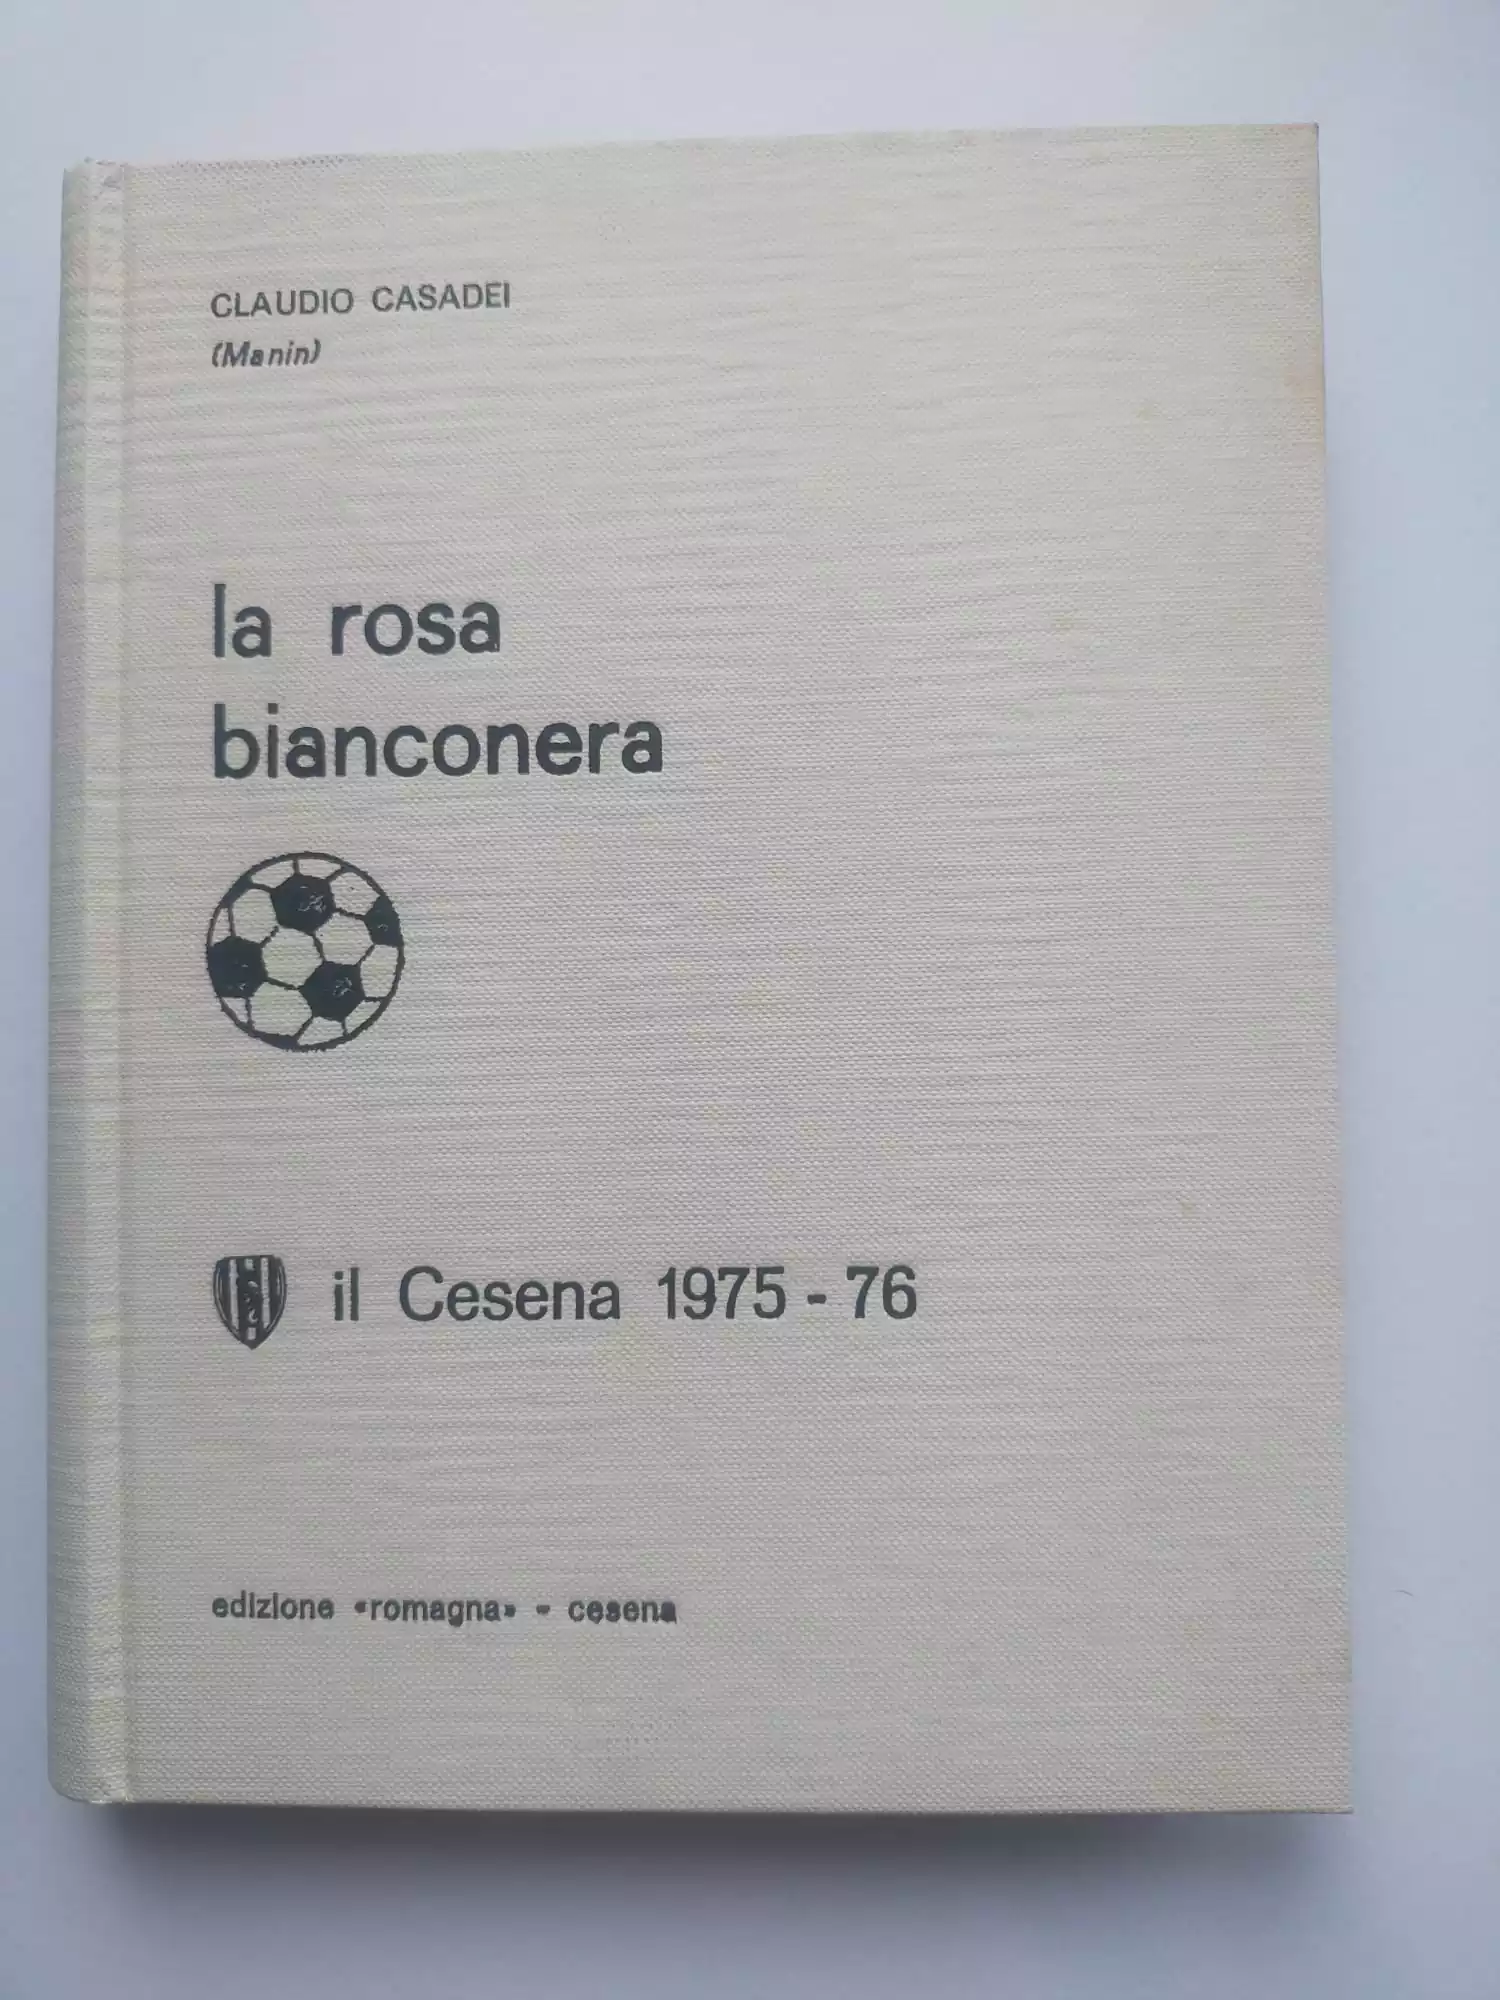 CLAUDIO CASADEI
(Manin)
la rosa
bianconera
il Cesena 1975-76
edizione «romagna» - cesena